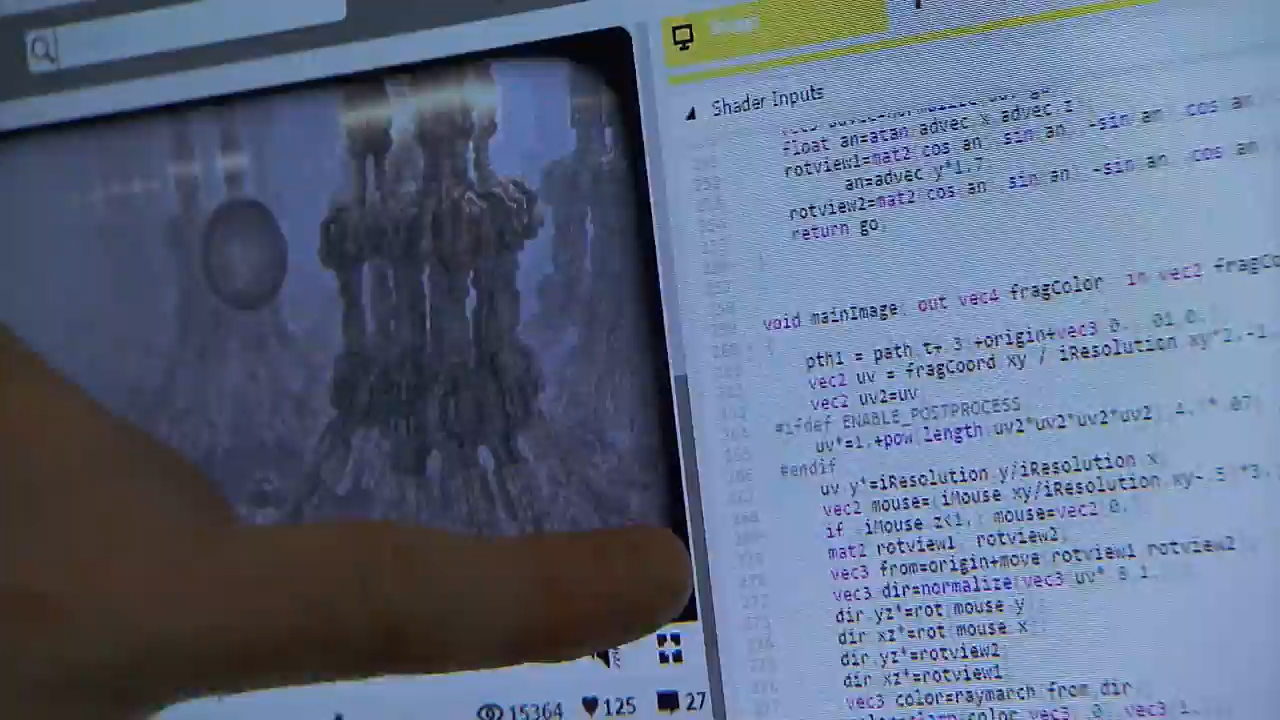 Shader Inputs
float an=atan advec x advec z
rotview1=mat2 cos an sin an -sin an cos an
an=advec y*1.7
rotview2=mat2 cos an sin an -sin an cos an
return go
void mainImage out vec4 fragColor in vec2
pth1 = path t+ 3 +origin+vec3 0. 01 0.
vec2 uv = fragCoord xy / iResolution xy*2.-1.
vec2 uv2=uv
#ifdef ENABLE_POSTPROCESS
uv*=1.+pow length uv2*uv2*uv2*uv2 4. * 07
#endif
uv y*=iResolution y/iResolution x
vec2 mouse= iMouse xy/iResolution xy- 5 *3.
if iMouse z<1. mouse=vec2 0.
mat2 rotview1 rotview2
vec3 from=origin+move rotview1 rotview2
vec3 dir=normalize vec3 uv* 8 1.
dir yz*=rot mouse y
dir xz*=rot mouse x
dir yz*=rotview2
dir xz*=rotview1
vec3 color=raymarch from dir
15364 125 27